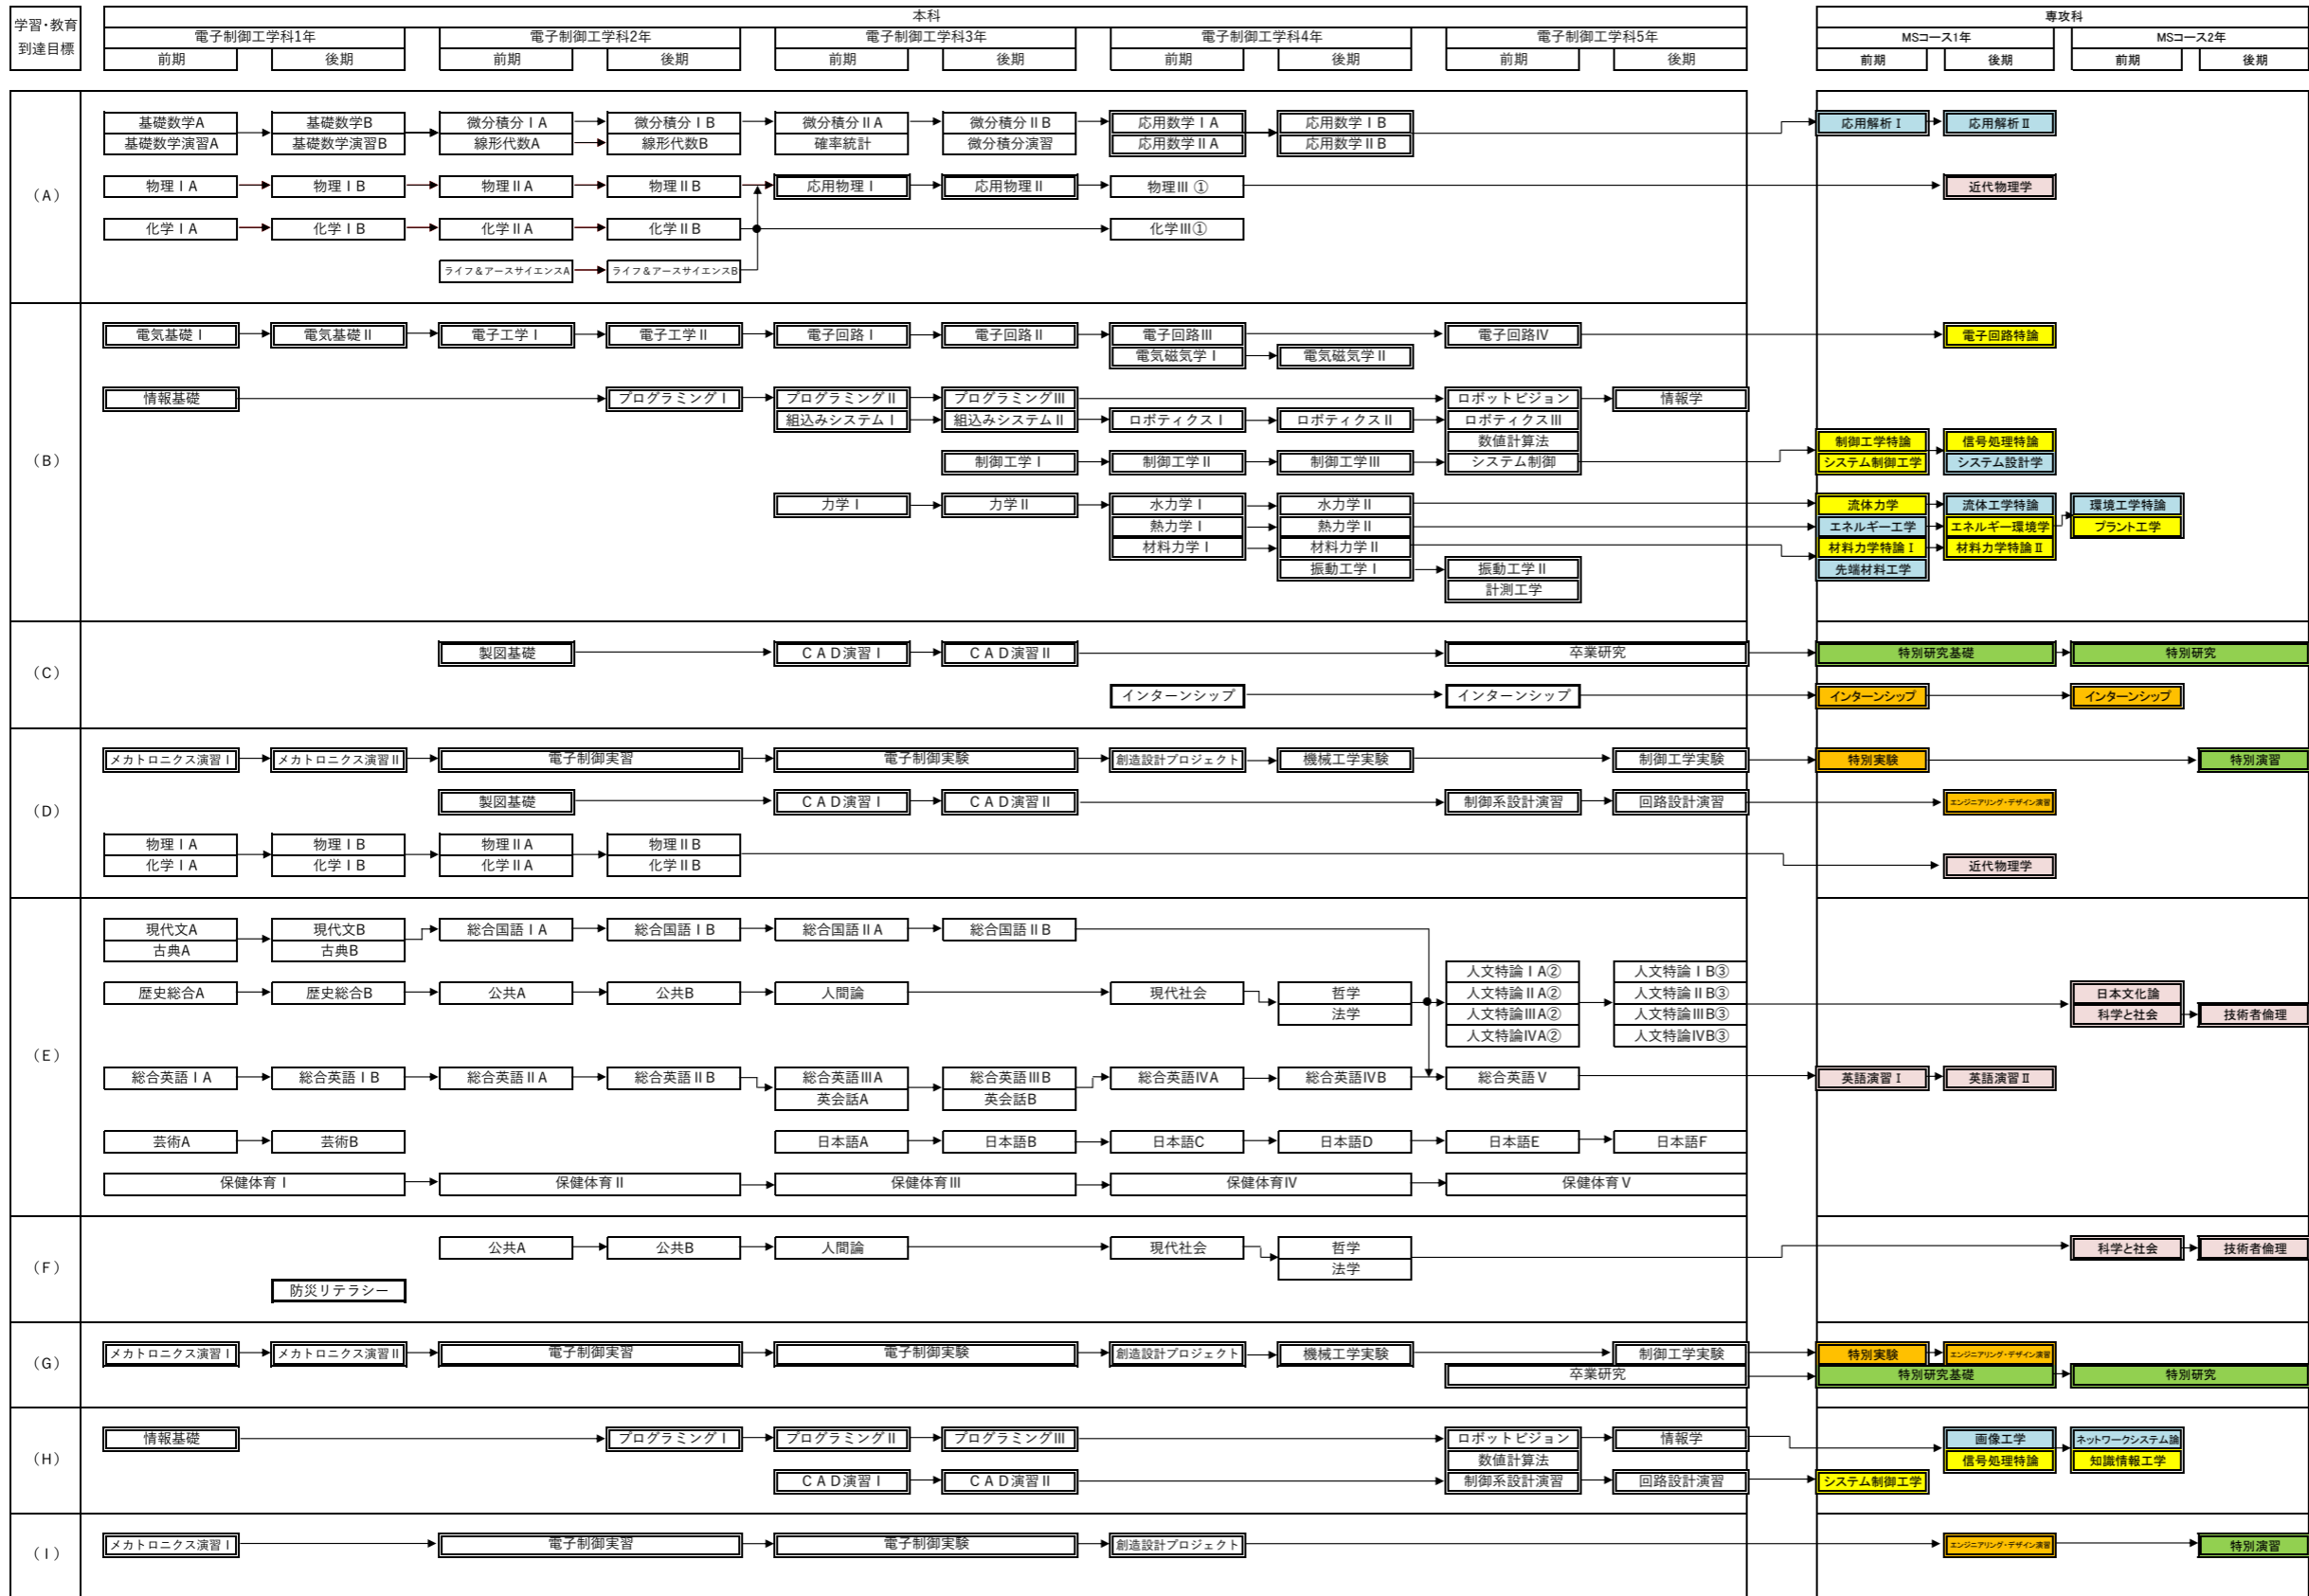 学習・教育
到達目標
本科
専攻科
電子制御工学科1年 電子制御工学科2年 電子制御工学科3年 電子制御工学科4年 電子制御工学科5年 MSコース1年 MSコース2年
前期 後期 前期 後期 前期 後期 前期 後期 前期 後期 前期 後期 前期 後期
(A)
基礎数学A 基礎数学B 微分積分ⅠA 微分積分ⅠB 微分積分ⅡA 微分積分ⅡB 応用数学ⅠA 応用数学ⅠB 応用解析Ⅰ 応用解析Ⅱ
基礎数学演習A 基礎数学演習B 線形代数A 線形代数B 確率統計 微分積分演習 応用数学ⅡA 応用数学ⅡB
物理ⅠA 物理ⅠB 物理ⅡA 物理ⅡB 応用物理Ⅰ 応用物理Ⅱ 物理Ⅲ① 近代物理学
化学ⅠA 化学ⅠB 化学ⅡA 化学ⅡB 化学Ⅲ①
ライフ&アースサイエンスA ライフ&アースサイエンスB
(B)
電気基礎Ⅰ 電気基礎Ⅱ 電子工学Ⅰ 電子工学Ⅱ 電子回路Ⅰ 電子回路Ⅱ 電子回路Ⅲ 電子回路Ⅳ 電子回路特論
電気磁気学Ⅰ 電気磁気学Ⅱ
情報基礎 プログラミングⅠ プログラミングⅡ プログラミングⅢ ロボットビジョン 情報学
組込みシステムⅠ 組込みシステムⅡ ロボティクスⅠ ロボティクスⅡ ロボティクスⅢ
数値計算法 制御工学特論 信号処理特論
制御工学Ⅰ 制御工学Ⅱ 制御工学Ⅲ システム制御 システム制御工学 システム設計学
力学Ⅰ 力学Ⅱ 水力学Ⅰ 水力学Ⅱ 流体力学 流体工学特論 環境工学特論
熱力学Ⅰ 熱力学Ⅱ エネルギー工学 エネルギー環境学 プラント工学
材料力学Ⅰ 材料力学Ⅱ 材料力学特論Ⅰ 材料力学特論Ⅱ
振動工学Ⅰ 振動工学Ⅱ 先端材料工学
計測工学
(C)
製図基礎 CAD演習Ⅰ CAD演習Ⅱ 卒業研究 特別研究基礎 特別研究
インターンシップ インターンシップ インターンシップ インターンシップ
(D)
メカトロニクス演習Ⅰ メカトロニクス演習Ⅱ 電子制御実習 電子制御実験 創造設計プロジェクト 機械工学実験 制御工学実験 特別実験 特別演習
製図基礎 CAD演習Ⅰ CAD演習Ⅱ 制御系設計演習 回路設計演習 エンジニアリング・デザイン演習
物理ⅠA 物理ⅠB 物理ⅡA 物理ⅡB
化学ⅠA 化学ⅠB 化学ⅡA 化学ⅡB 近代物理学
(E)
現代文A 現代文B 総合国語ⅠA 総合国語ⅠB 総合国語ⅡA 総合国語ⅡB
古典A 古典B
人文特論ⅠA② 人文特論ⅠB③
歴史総合A 歴史総合B 公共A 公共B 人間論 現代社会 哲学 人文特論ⅡA② 人文特論ⅡB③ 日本文化論
法学 人文特論ⅢA② 人文特論ⅢB③ 科学と社会 技術者倫理
人文特論ⅣA② 人文特論ⅣB③
総合英語ⅠA 総合英語ⅠB 総合英語ⅡA 総合英語ⅡB 総合英語ⅢA 総合英語ⅢB 総合英語ⅣA 総合英語ⅣB 総合英語Ⅴ 英語演習Ⅰ 英語演習Ⅱ
英会話A 英会話B
芸術A 芸術B 日本語A 日本語B 日本語C 日本語D 日本語E 日本語F
保健体育Ⅰ 保健体育Ⅱ 保健体育Ⅲ 保健体育Ⅳ 保健体育Ⅴ
(F)
公共A 公共B 人間論 現代社会 哲学 科学と社会 技術者倫理
法学
防災リテラシー
(G)
メカトロニクス演習Ⅰ メカトロニクス演習Ⅱ 電子制御実習 電子制御実験 創造設計プロジェクト 機械工学実験 制御工学実験 特別実験 エンジニアリング・デザイン演習
卒業研究 特別研究基礎 特別研究
(H)
情報基礎 プログラミングⅠ プログラミングⅡ プログラミングⅢ ロボットビジョン 情報学 画像工学 ネットワークシステム論
数値計算法 信号処理特論 知識情報工学
CAD演習Ⅰ CAD演習Ⅱ 制御系設計演習 回路設計演習 システム制御工学
(I)
メカトロニクス演習Ⅰ 電子制御実習 電子制御実験 創造設計プロジェクト エンジニアリング・デザイン演習 特別演習